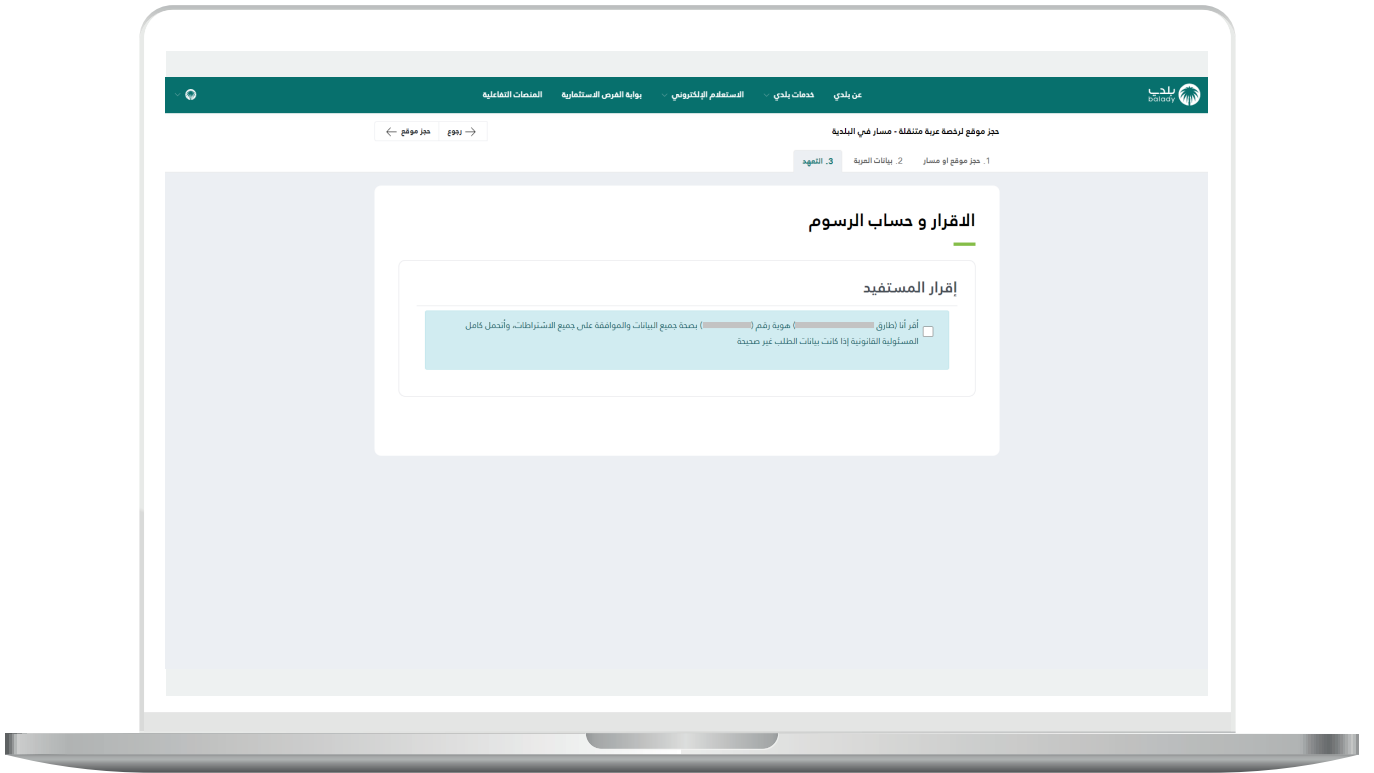 بلدي
balady
عن بلدي
خدمات بلدي
الاستعلام الإلكتروني
بوابة الفرص الاستثمارية
المنصات التفاعلية
حجز موقع لرخصة عربة متنقلة - مسار في البلدية
رجوع
حجز موقع
1. حجز موقع او مسار
2. بيانات العربة
3. التعهد
الاقرار و حساب الرسوم
إقرار المستفيد
أقر أنا (طارق ) هوية رقم ( ) بصحة جميع البيانات والموافقة على جميع الاشتراطات، وأتحمل كامل
المسئولية القانونية إذا كانت بيانات الطلب غير صحيحة